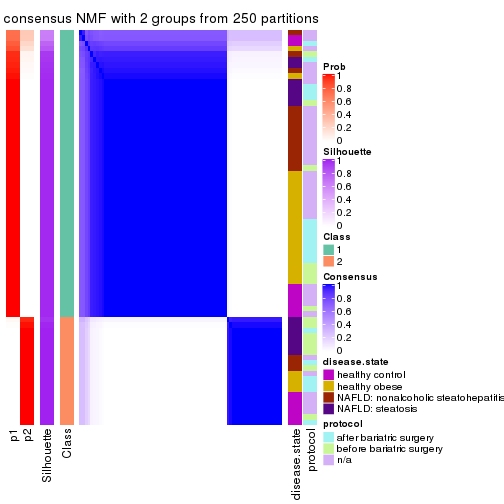 consensus NMF with 2 groups from 250 partitions
Prob
1
0.8
0.6
0.4
0.2
0
Silhouette
1
0.8
0.6
0.4
0.2
0
Class
1
2
Consensus
1
0.8
0.6
0.4
0.2
0
disease.state
healthy control
healthy obese
NAFLD: nonalcoholic steatohepatitis
NAFLD: steatosis
protocol
after bariatric surgery
before bariatric surgery
n/a
p1
p2
Silhouette
Class
disease.state
protocol